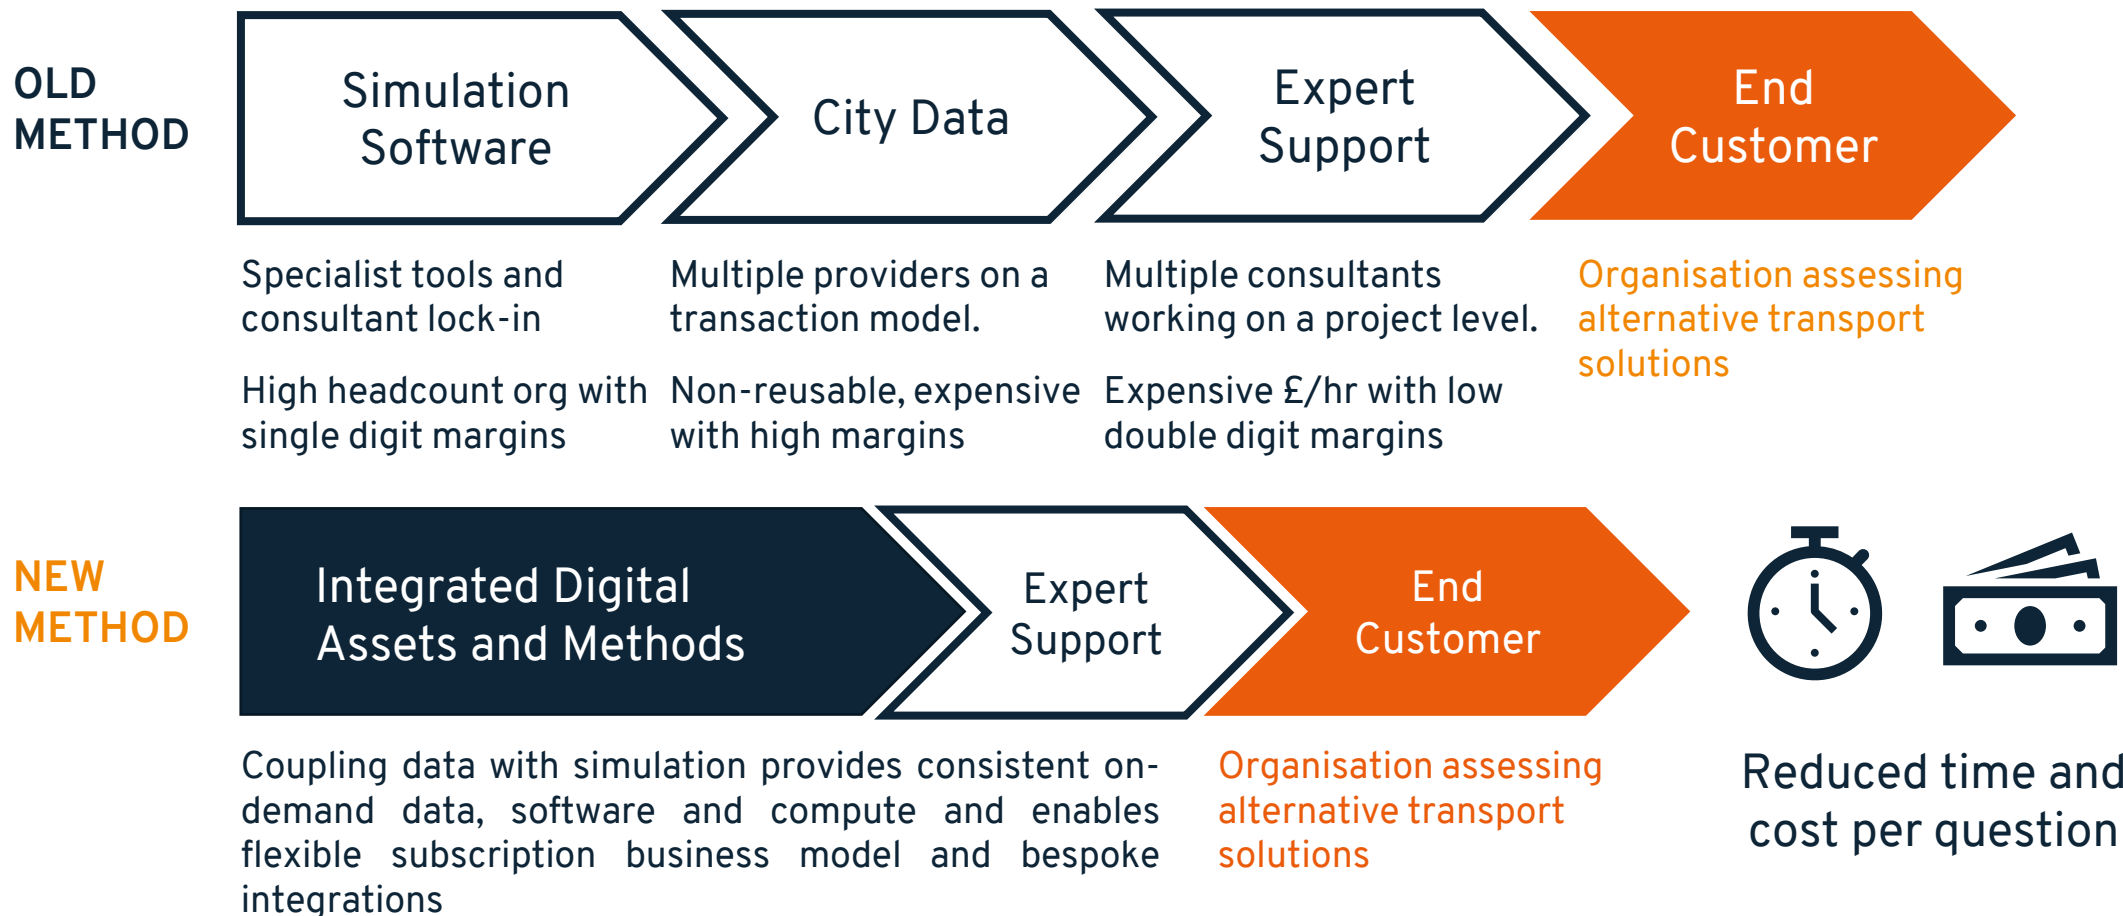 OLD
METHOD
Simulation
Software
City Data
Expert
Support
End
Customer
Specialist tools and
consultant lock-in
High headcount org with
single digit margins
Multiple providers on a
transaction model.
Non-reusable, expensive
with high margins
Multiple consultants
working on a project level.
Expensive £/hr with low
double digit margins
Organisation assessing
alternative transport
solutions
NEW
METHOD
Integrated Digital
Assets and Methods
Expert
Support
End
Customer
Coupling data with simulation provides consistent on-
demand data, software and compute and enables
flexible subscription business model and bespoke
integrations
Organisation assessing
alternative transport
solutions
Reduced time and
cost per question